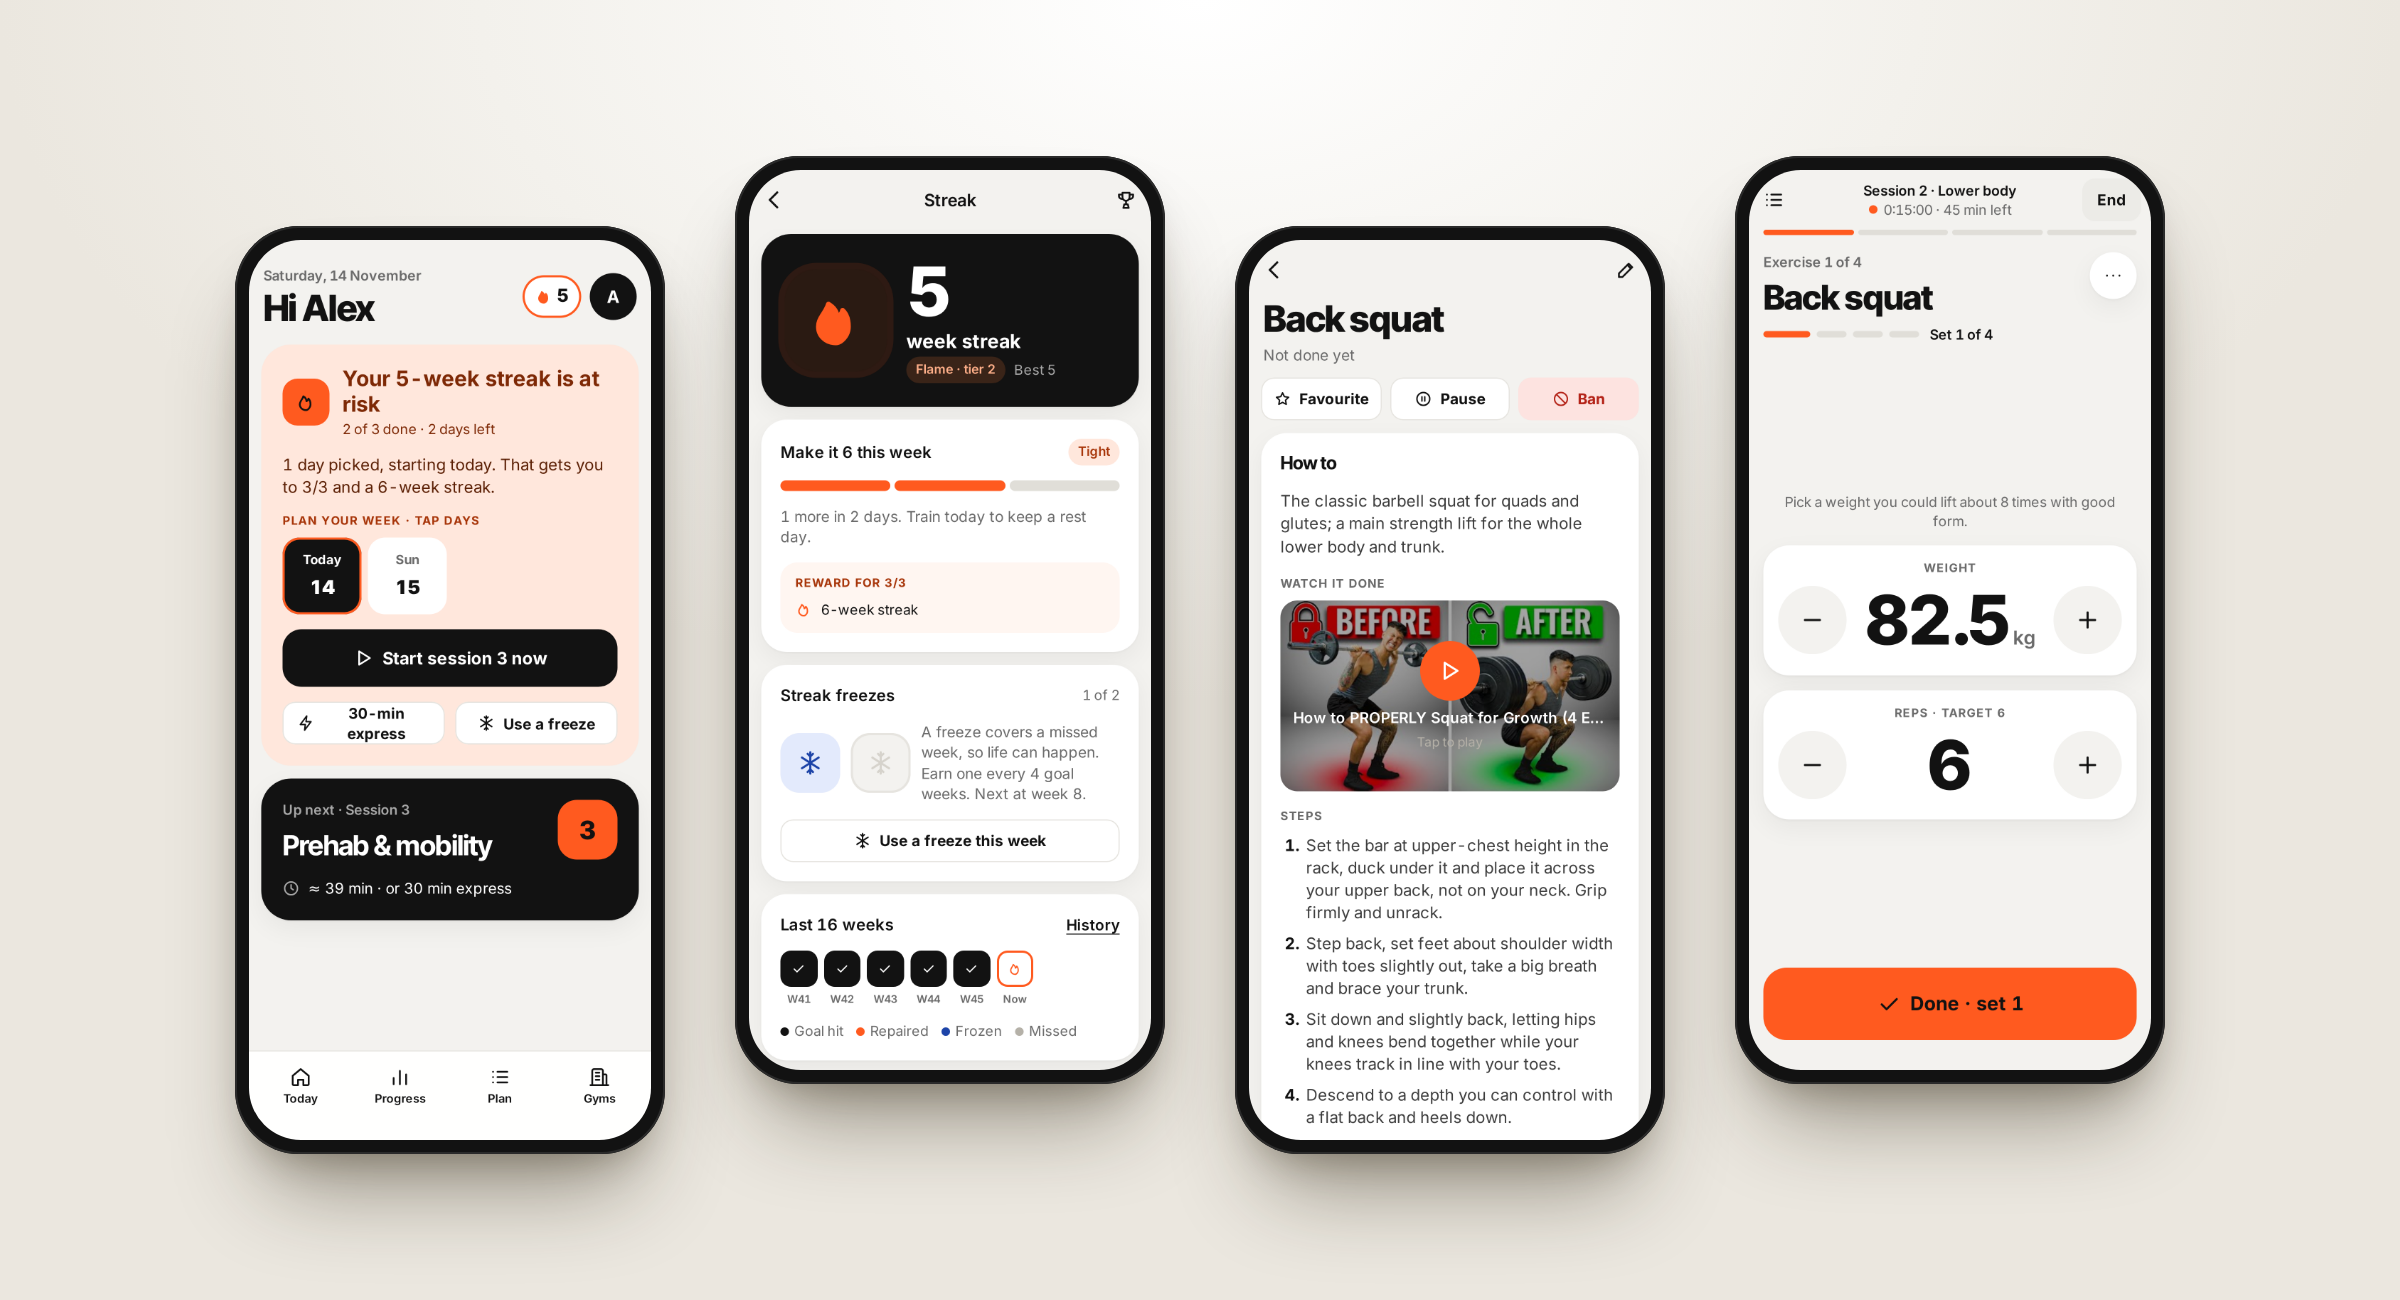 Saturday, 14 November
Hi Alex
5
A
Your 5-week streak is at
risk
2 of 3 done · 2 days left
1 day picked, starting today. That gets you
to 3/3 and a 6-week streak.
PLAN YOUR WEEK · TAP DAYS
Today
14
Sun
15
Start session 3 now
30-min
express
Use a freeze
Up next · Session 3
Prehab & mobility
3
≈ 39 min · or 30 min express
Today
Progress
Plan
Gyms
Streak
5
week streak
Flame · tier 2
Best 5
Make it 6 this week
Tight
1 more in 2 days. Train today to keep a rest
day.
REWARD FOR 3/3
6-week streak
Streak freezes
1 of 2
A freeze covers a missed
week, so life can happen.
Earn one every 4 goal
weeks. Next at week 8.
Use a freeze this week
Last 16 weeks
History
W41
W42
W43
W44
W45
Now
Goal hit
Repaired
Frozen
Missed
Back squat
Not done yet
Favourite
Pause
Ban
How to
The classic barbell squat for quads and
glutes; a main strength lift for the whole
lower body and trunk.
WATCH IT DONE
BEFORE
AFTER
How to PROPERLY Squat for Growth (4 E...
Tap to play
STEPS
1. Set the bar at upper-chest height in the
rack, duck under it and place it across
your upper back, not on your neck. Grip
firmly and unrack.
2. Step back, set feet about shoulder width
with toes slightly out, take a big breath
and brace your trunk.
3. Sit down and slightly back, letting hips
and knees bend together while your
knees track in line with your toes.
4. Descend to a depth you can control with
a flat back and heels down.
Session 2 · Lower body
0:15:00 · 45 min left
End
Exercise 1 of 4
Back squat
Set 1 of 4
Pick a weight you could lift about 8 times with good
form.
WEIGHT
82.5 kg
REPS · TARGET 6
6
Done · set 1